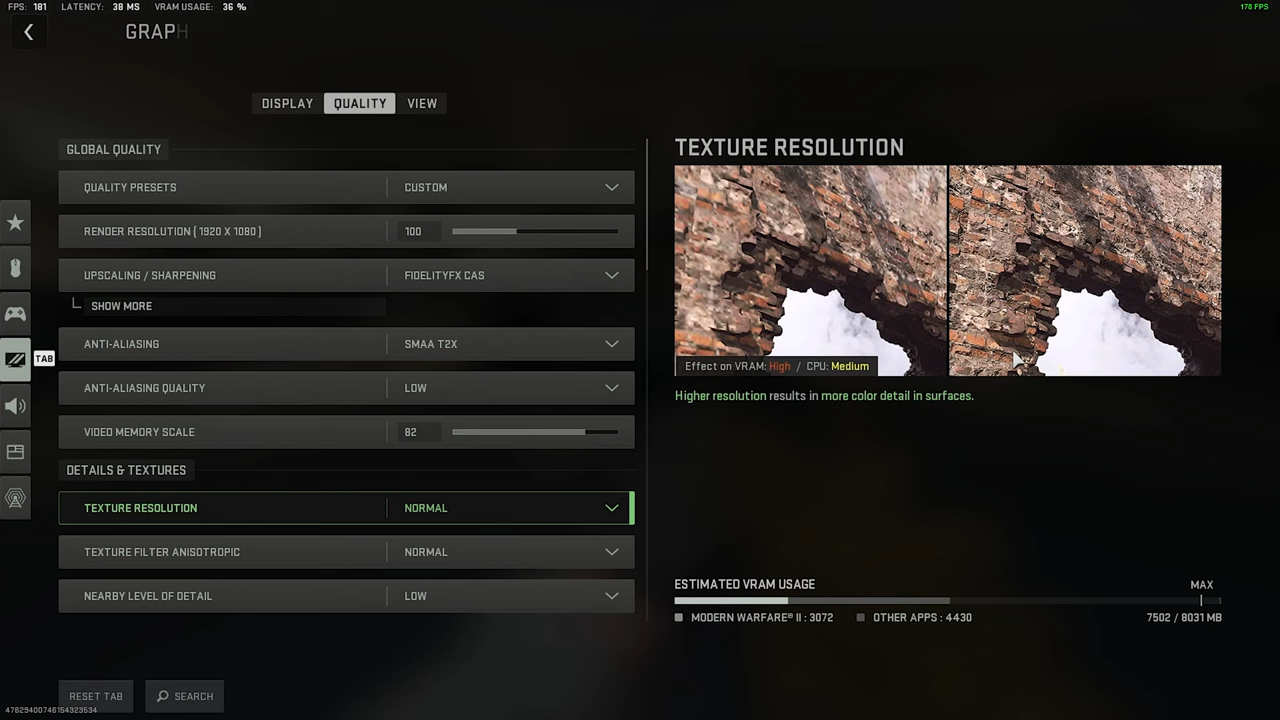 FPS: 181 LATENCY: 38 MS VRAM USAGE: 36 %
178 FPS
GRAPH
DISPLAY QUALITY VIEW
GLOBAL QUALITY
QUALITY PRESETS CUSTOM
RENDER RESOLUTION ( 1920 X 1080 ) 100
UPSCALING / SHARPENING FIDELITYFX CAS
SHOW MORE
ANTI-ALIASING SMAA T2X
ANTI-ALIASING QUALITY LOW
VIDEO MEMORY SCALE 82
DETAILS & TEXTURES
TEXTURE RESOLUTION NORMAL
TEXTURE FILTER ANISOTROPIC NORMAL
NEARBY LEVEL OF DETAIL LOW
TAB
TEXTURE RESOLUTION
Effect on VRAM: High / CPU: Medium
Higher resolution results in more color detail in surfaces.
ESTIMATED VRAM USAGE MAX
MODERN WARFARE® II : 3072 OTHER APPS : 4430 7502 / 8031 MB
RESET TAB SEARCH
47629400746154323534